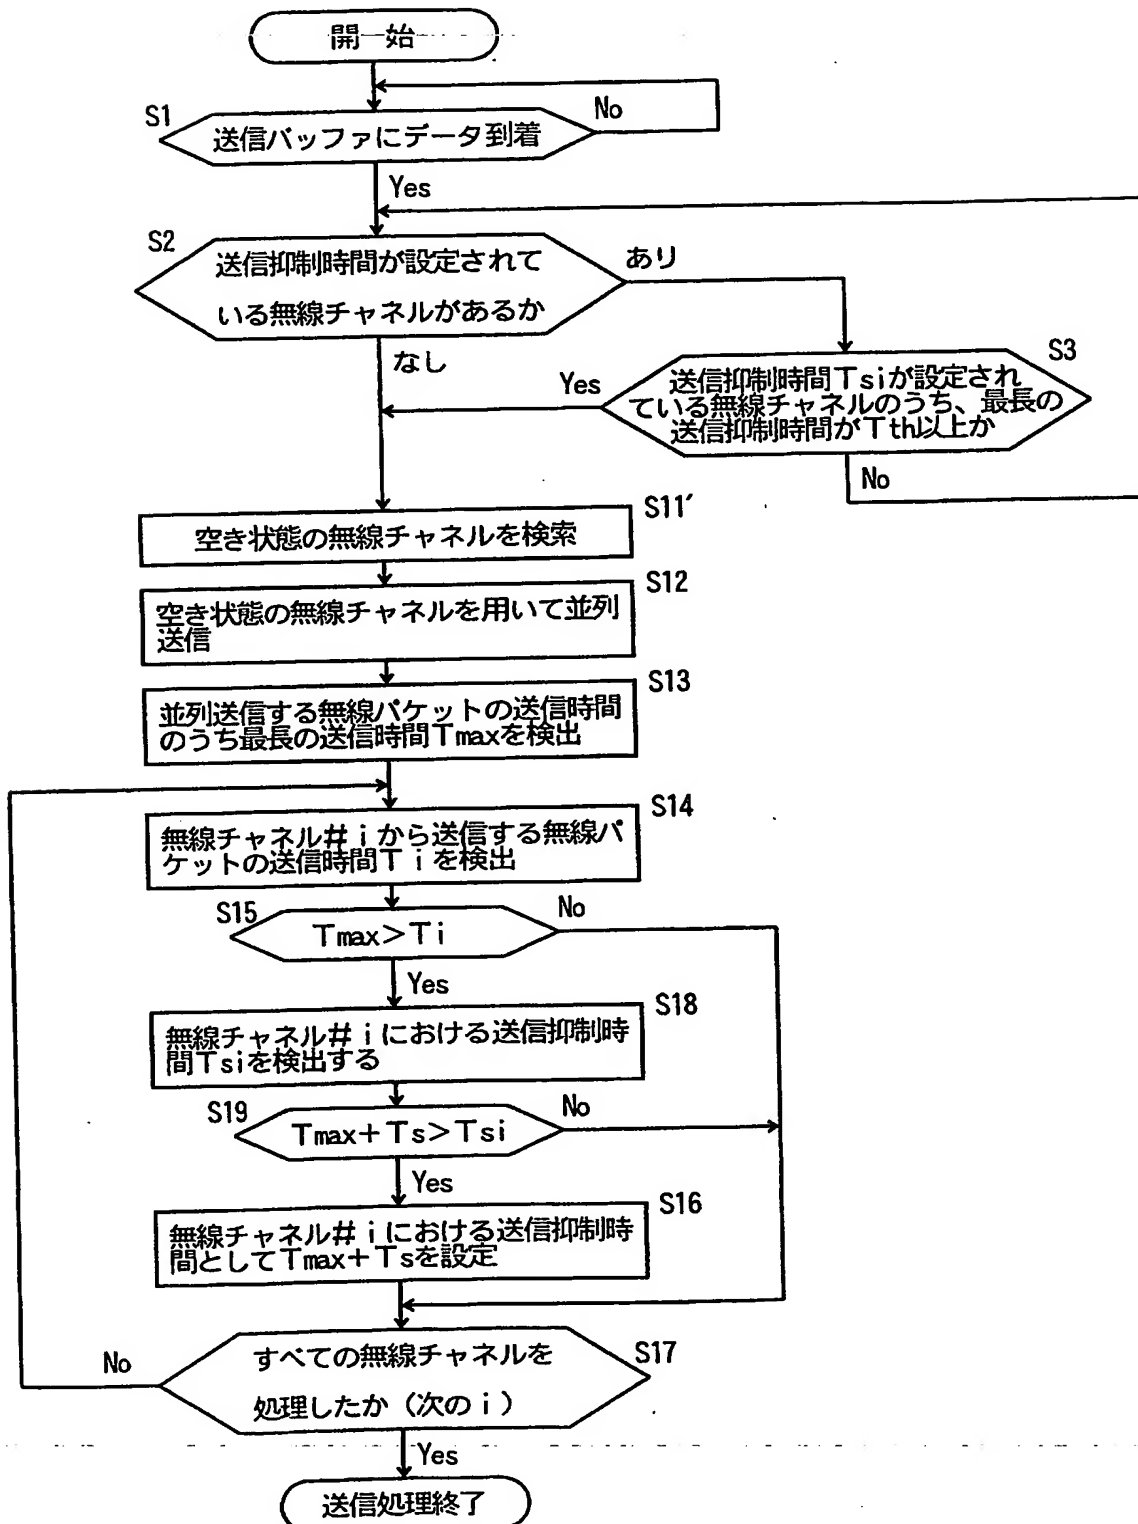 開始
S1
送信バッファにデータ到着
No
Yes
S2
送信抑制時間が設定されて
いる無線チャネルがあるか
あり
なし
S3
送信抑制時間Tsiが設定され
ている無線チャネルのうち、最長の
送信抑制時間がTth以上か
Yes
No
S11´
空き状態の無線チャネルを検索
S12
空き状態の無線チャネルを用いて並列
送信
S13
並列送信する無線パケットの送信時間
のうち最長の送信時間Tmaxを検出
S14
無線チャネル#iから送信する無線パ
ケットの送信時間Tiを検出
S15
Tmax>Ti
No
Yes
S18
無線チャネル#iにおける送信抑制時
間Tsiを検出する
S19
Tmax+Ts>Tsi
No
Yes
S16
無線チャネル#iにおける送信抑制時
間としてTmax+Tsを設定
S17
すべての無線チャネルを
処理したか(次のi)
No
Yes
送信処理終了